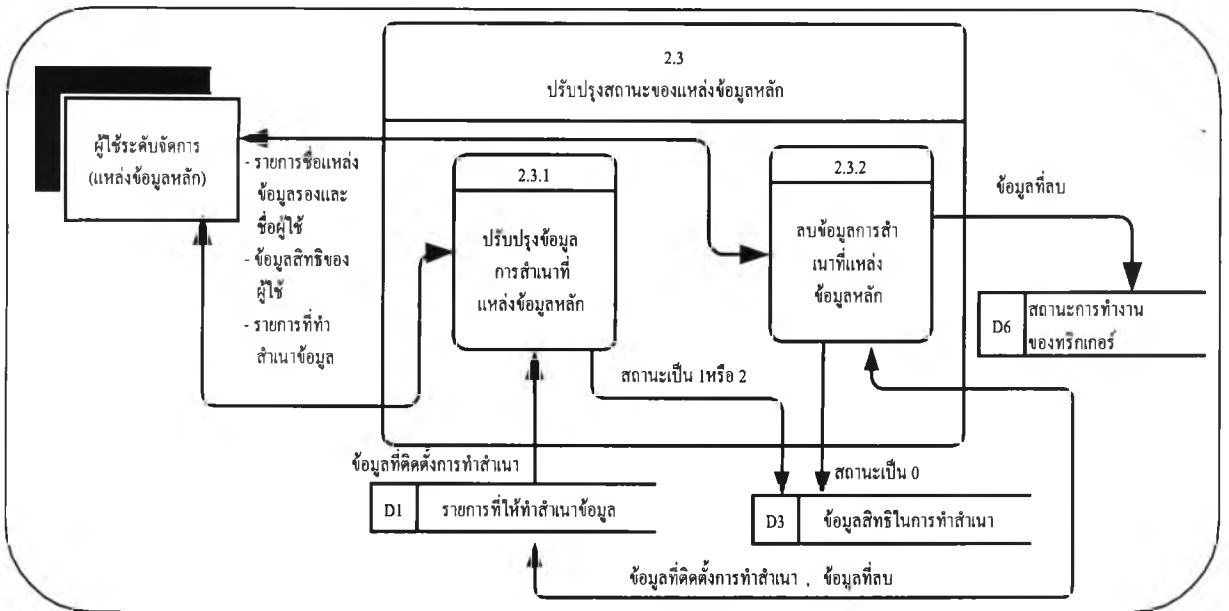 2.3
ปรับปรุงสถานะของแหล่งข้อมูลหลัก
ผู้ใช้ระดับจัดการ
(แหล่งข้อมูลหลัก)
- รายการชื่อแหล่ง
ข้อมูลรองและ
ชื่อผู้ใช้
- ข้อมูลสิทธิของ
ผู้ใช้
- รายการที่ทำ
สำเนาข้อมูล
2.3.1
ปรับปรุงข้อมูล
การสำเนาที่
แหล่งข้อมูลหลัก
2.3.2
ลบข้อมูลการสำ
เนาที่แหล่ง
ข้อมูลหลัก
ข้อมูลที่ลบ
D6
สถานะการทำงาน
ของทริกเกอร์
สถานะเป็น 1หรือ 2
ข้อมูลที่ติดตั้งการทำสำเนา
สถานะเป็น 0
D1
รายการที่ให้ทำสำเนาข้อมูล
D3
ข้อมูลสิทธิในการทำสำเนา
ข้อมูลที่ติดตั้งการทำสำเนา , ข้อมูลที่ลบ